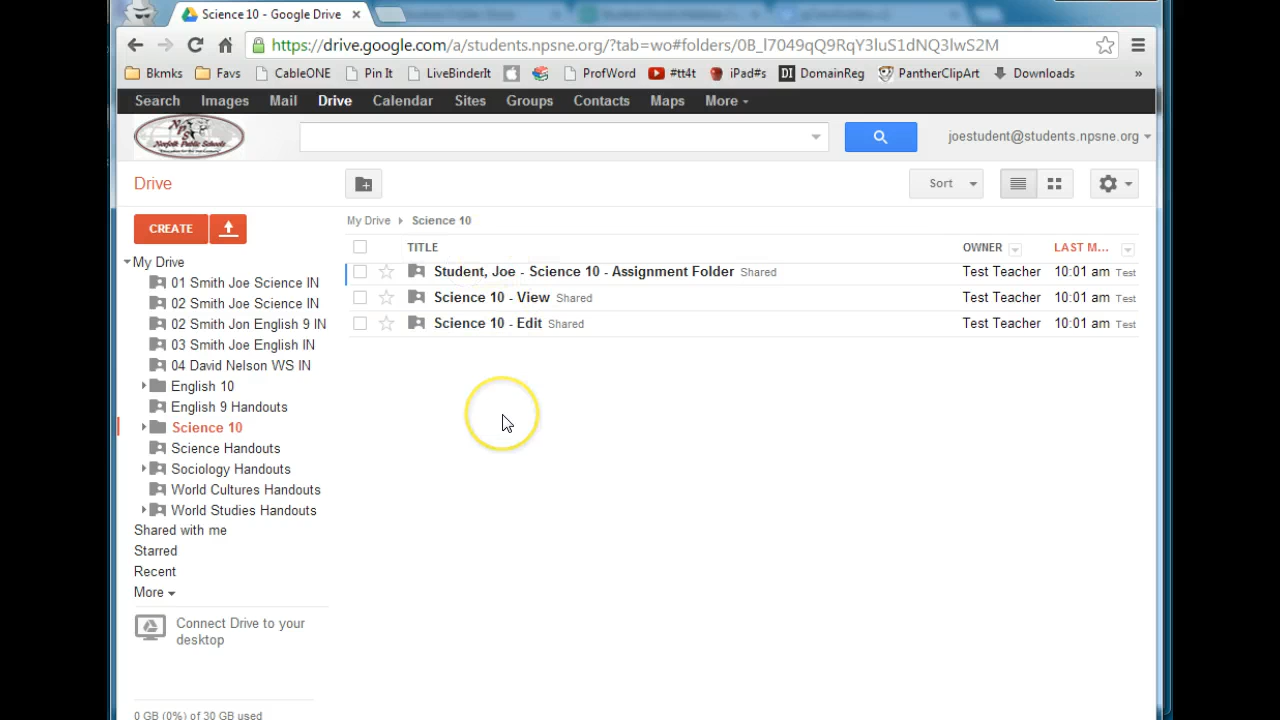 Science 10 - Google Drive
https://drive.google.com/a/students.npsne.org/?tab=wo#folders/0B_l7049qQ9RqY3luS1dNQ3lwS2M
Bkmks Favs CableONE Pin It LiveBinderIt ProfWord #tt4t iPad#s DomainReg PantherClipArt Downloads »
Search Images Mail Drive Calendar Sites Groups Contacts Maps More
NPS
Norfolk Public Schools
joestudent@students.npsne.org
Drive
Sort
CREATE
My Drive Science 10
TITLE OWNER LAST M...
Student, Joe - Science 10 - Assignment Folder Shared Test Teacher 10:01 am Test
Science 10 - View Shared Test Teacher 10:01 am Test
Science 10 - Edit Shared Test Teacher 10:01 am Test
My Drive
01 Smith Joe Science IN
02 Smith Joe Science IN
02 Smith Jon English 9 IN
03 Smith Joe English IN
04 David Nelson WS IN
English 10
English 9 Handouts
Science 10
Science Handouts
Sociology Handouts
World Cultures Handouts
World Studies Handouts
Shared with me
Starred
Recent
More
Connect Drive to your
desktop
0 GB (0%) of 30 GB used